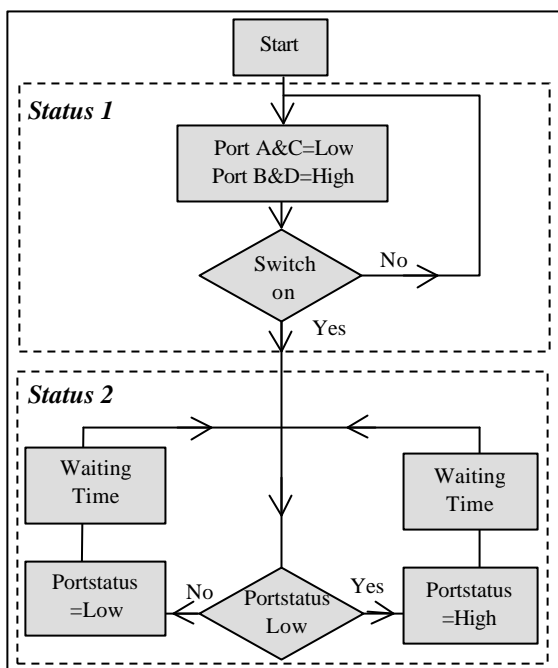 Start
Status 1
Port A&C=Low
Port B&D=High
Switch
on
No
Yes
Status 2
Waiting
Time
Waiting
Time
Portstatus
=Low
No
Portstatus
Low
Yes
Portstatus
=High